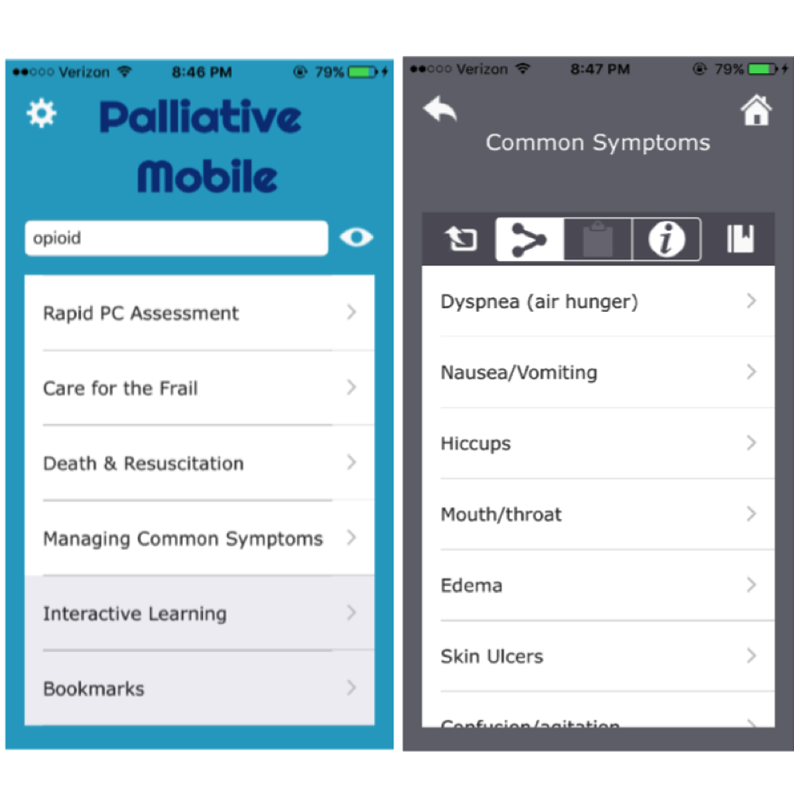 Verizon 8:46 PM 79%
Palliative
Mobile
opioid
Rapid PC Assessment
Care for the Frail
Death & Resuscitation
Managing Common Symptoms
Interactive Learning
Bookmarks
Verizon 8:47 PM 79%
Common Symptoms
i
Dyspnea (air hunger)
Nausea/Vomiting
Hiccups
Mouth/throat
Edema
Skin Ulcers
Confusion/agitation